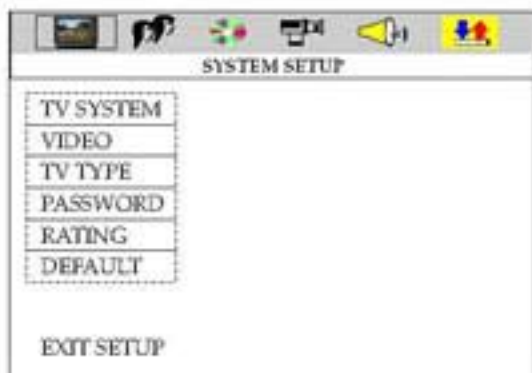 SYSTEM SETUP
TV SYSTEM
VIDEO
TV TYPE
PASSWORD
RATING
DEFAULT
EXIT SETUP